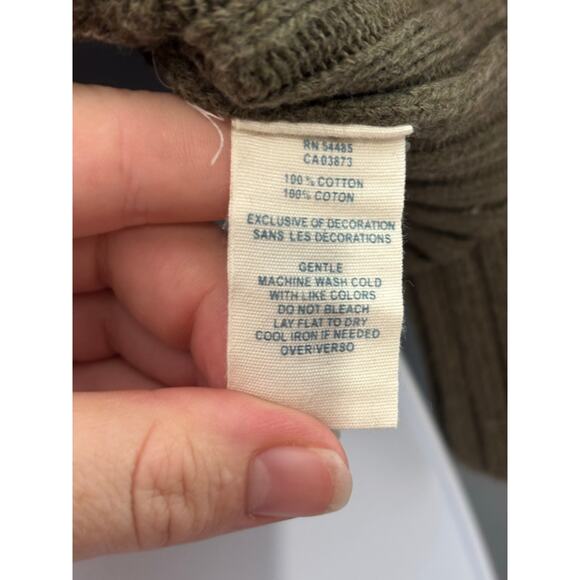 RN 54485
CA 03873
100% COTTON
100% COTON
EXCLUSIVE OF DECORATION
SANS LES DÉCORATIONS
GENTLE
MACHINE WASH COLD
WITH LIKE COLORS
DO NOT BLEACH
LAY FLAT TO DRY
COOL IRON IF NEEDED
OVER/VERSO